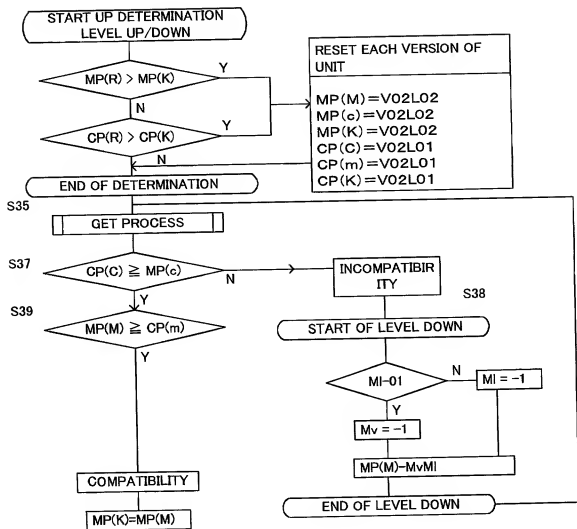 START UP DETERMINATION
LEVEL UP/DOWN
MP(R) > MP(K)
Y
N
CP(R) > CP(K)
Y
N
RESET EACH VERSION OF
UNIT
MP(M)=V02L02
MP(c)=V02L02
MP(K)=V02L02
CP(C)=V02L01
CP(m)=V02L01
CP(K)=V02L01
END OF DETERMINATION
S35
GET PROCESS
S37
CP(C) ≧ MP(c)
N
Y
INCOMPATIBIR
ITY
S38
S39
MP(M) ≧ CP(m)
Y
START OF LEVEL DOWN
MI-01
N
MI = -1
Y
Mv = -1
MP(M)-MvMI
COMPATIBILITY
END OF LEVEL DOWN
MP(K)=MP(M)